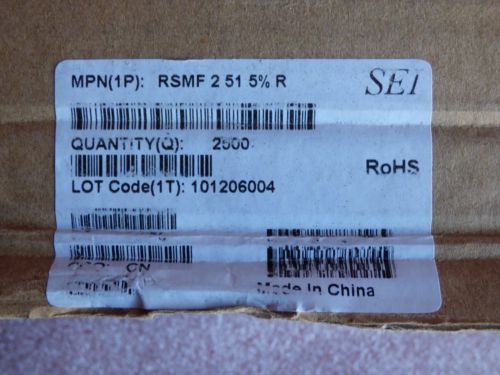 MPN(1P): RSMF 2 51 5% R
SEI
QUANTITY(Q): 2500
RoHS
LOT Code(1T): 101206004
CN
Made In China